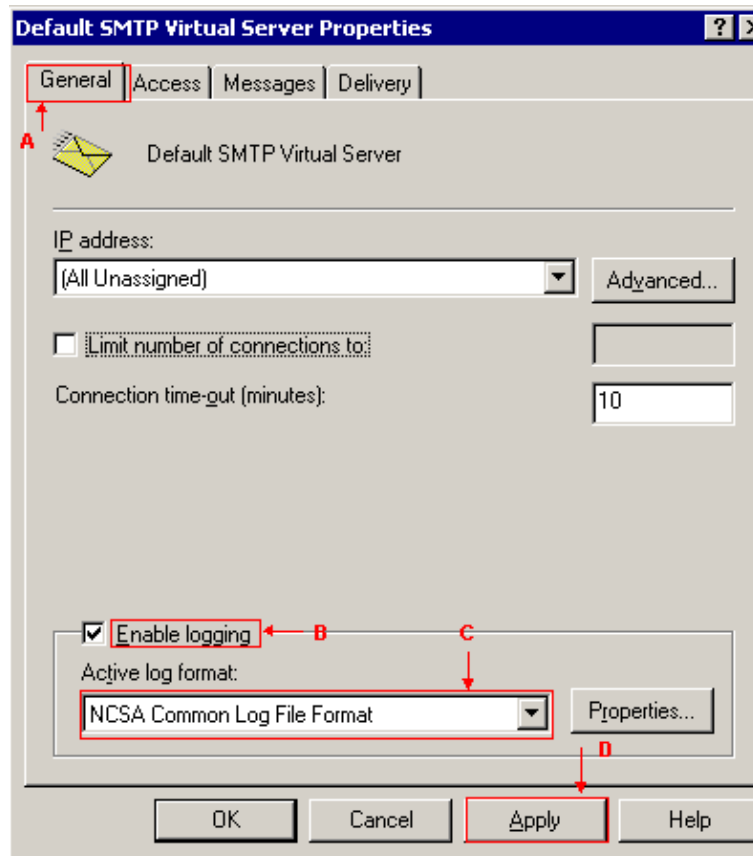 Default SMTP Virtual Server Properties
General Access Messages Delivery
A
Default SMTP Virtual Server
IP address:
(All Unassigned)
Advanced...
Limit number of connections to:
Connection time-out (minutes):
10
Enable logging
B
C
Active log format:
NCSA Common Log File Format
Properties...
D
OK Cancel Apply Help